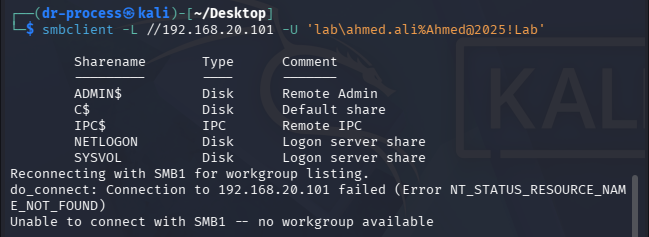 ┌──(dr-process㉿kali)-[~/Desktop]
└─$ smbclient -L //192.168.20.101 -U 'lab\ahmed.ali%Ahmed@2025!Lab'

        Sharename       Type      Comment
        ---------       ----      -------
        ADMIN$          Disk      Remote Admin
        C$              Disk      Default share
        IPC$            IPC       Remote IPC
        NETLOGON        Disk      Logon server share
        SYSVOL          Disk      Logon server share
Reconnecting with SMB1 for workgroup listing.
do_connect: Connection to 192.168.20.101 failed (Error NT_STATUS_RESOURCE_NAM
E_NOT_FOUND)
Unable to connect with SMB1 -- no workgroup available
KALI